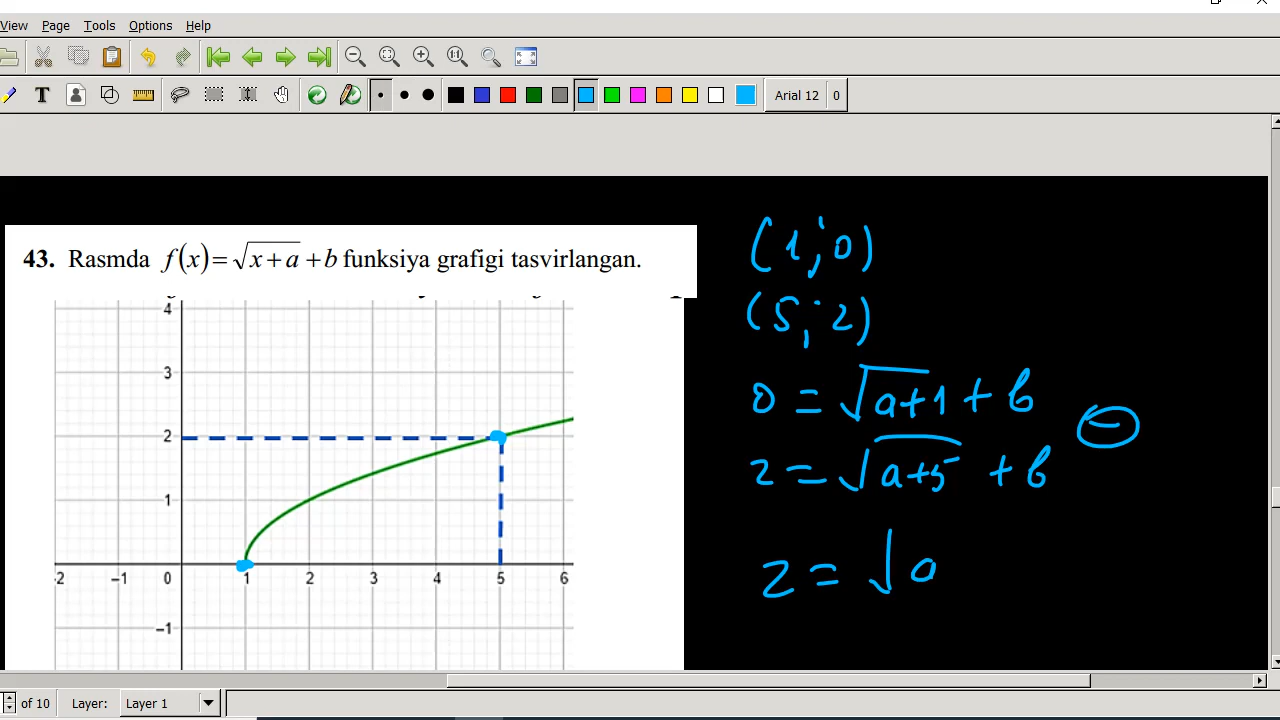 View Page Tools Options Help
T 1:1 Arial 12 0
43. Rasmda f(x)=√x+a +b funksiya grafigi tasvirlangan.
4
3
2
1
-2 −1 0 1 2 3 4 5 6
−1
(1;0)
(5;2)
0 = √a+1 + b
2 = √a+5 + b
2 = √a
of 10 Layer: Layer 1